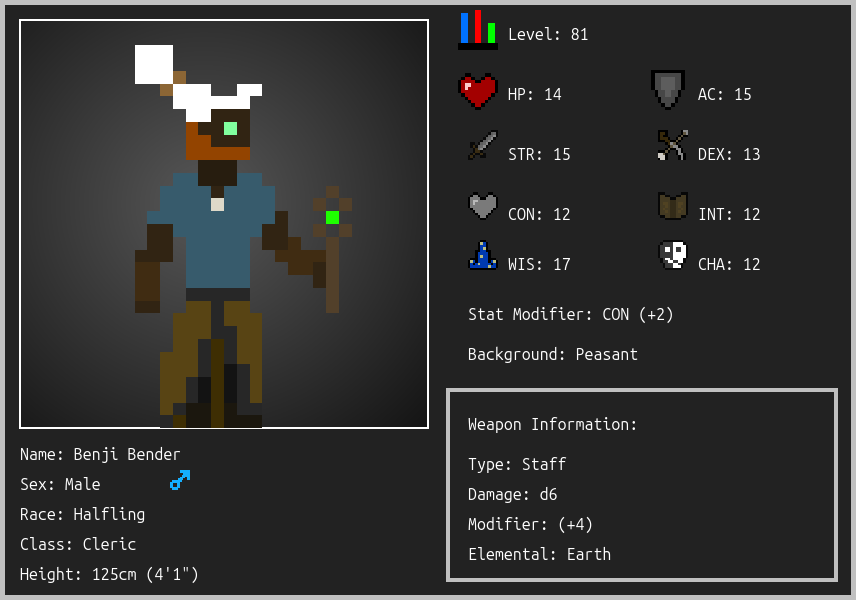 Level: 81
HP: 14
AC: 15
STR: 15
DEX: 13
CON: 12
INT: 12
WIS: 17
CHA: 12
Stat Modifier: CON (+2)
Background: Peasant
Weapon Information:
Type: Staff
Damage: d6
Modifier: (+4)
Elemental: Earth
Name: Benji Bender
Sex: Male
Race: Halfling
Class: Cleric
Height: 125cm (4'1")